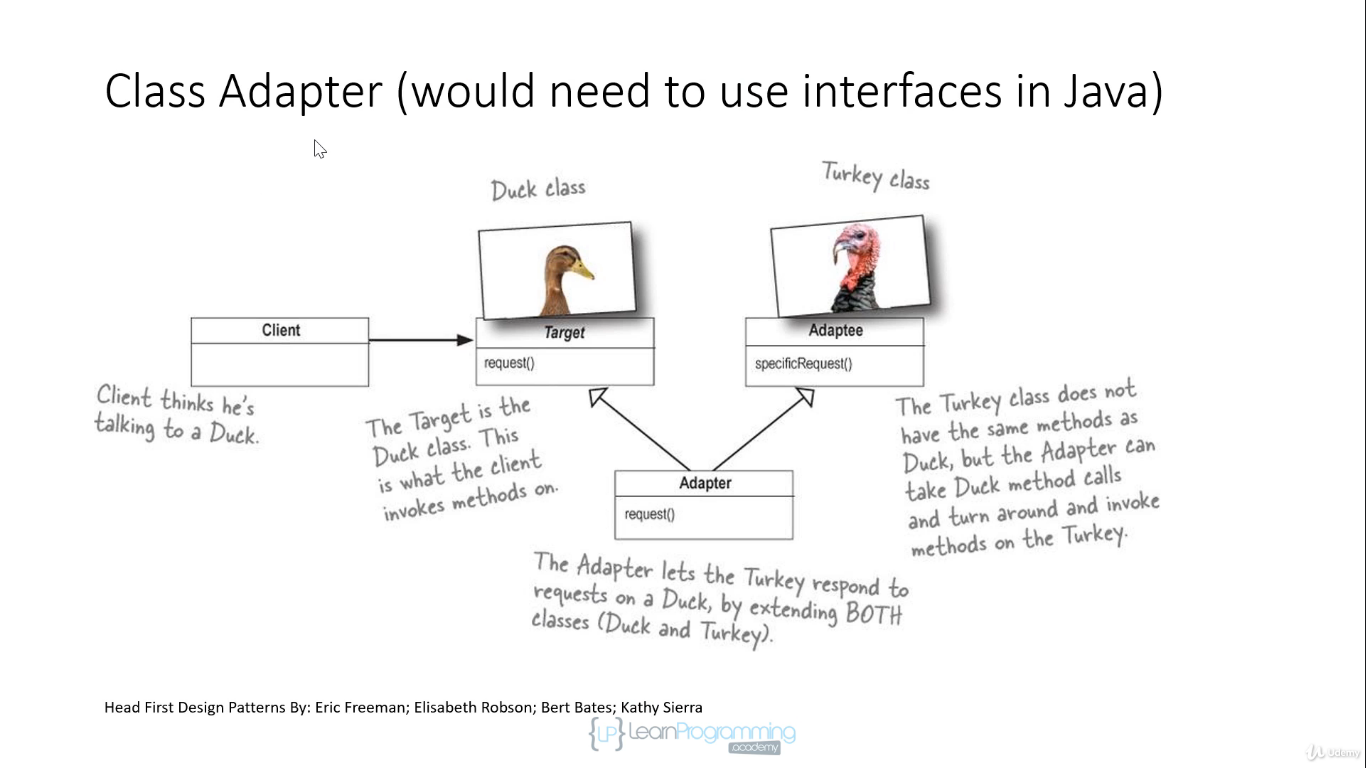 Class Adapter (would need to use interfaces in Java)
Duck class
Turkey class
Client
Target
request()
Adaptee
specificRequest()
Client thinks he's
talking to a Duck.
The Target is the
Duck class. This
is what the client
invokes methods on.
Adapter
request()
The Turkey class does not
have the same methods as
Duck, but the Adapter can
take Duck method calls
and turn around and invoke
methods on the Turkey.
The Adapter lets the Turkey respond to
requests on a Duck, by extending BOTH
classes (Duck and Turkey).
Head First Design Patterns By: Eric Freeman; Elisabeth Robson; Bert Bates; Kathy Sierra
{LP} LearnProgramming
.academy
Udemy